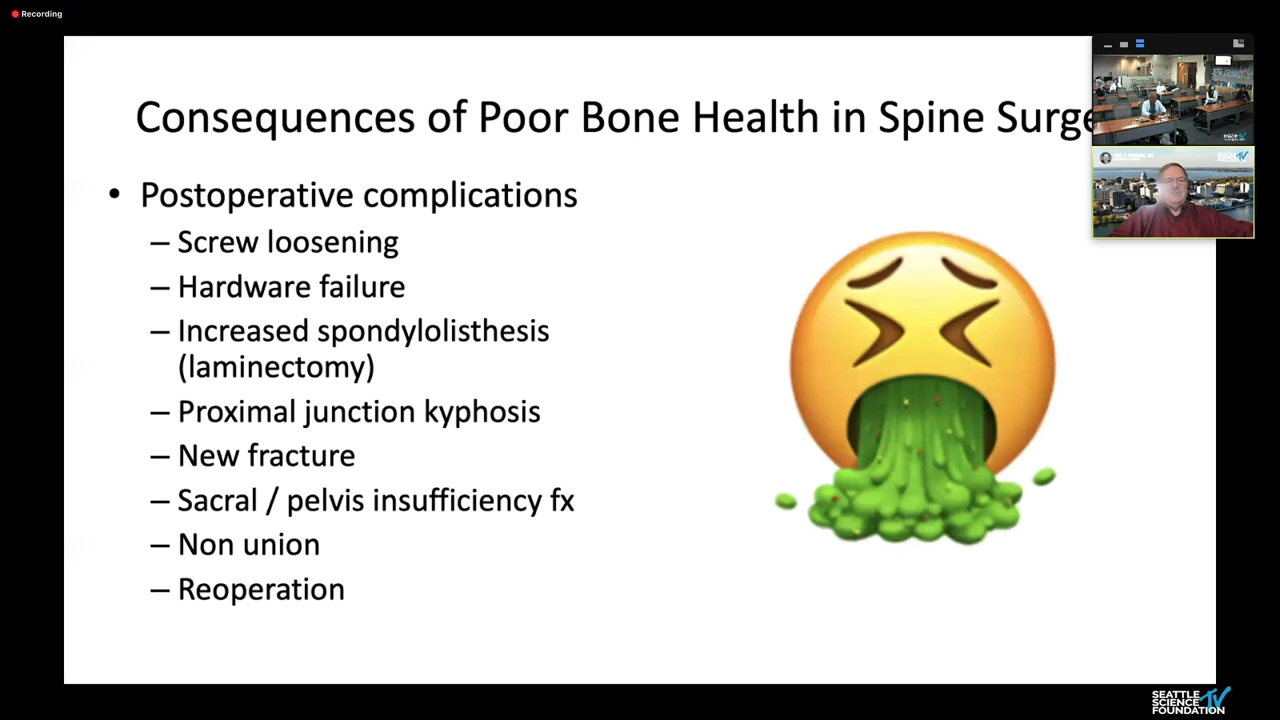 Recording
Consequences of Poor Bone Health in Spine Surge
• Postoperative complications
– Screw loosening
– Hardware failure
– Increased spondylolisthesis
(laminectomy)
– Proximal junction kyphosis
– New fracture
– Sacral / pelvis insufficiency fx
– Non union
– Reoperation
SEATTLE
SCIENCE TV
FOUNDATION